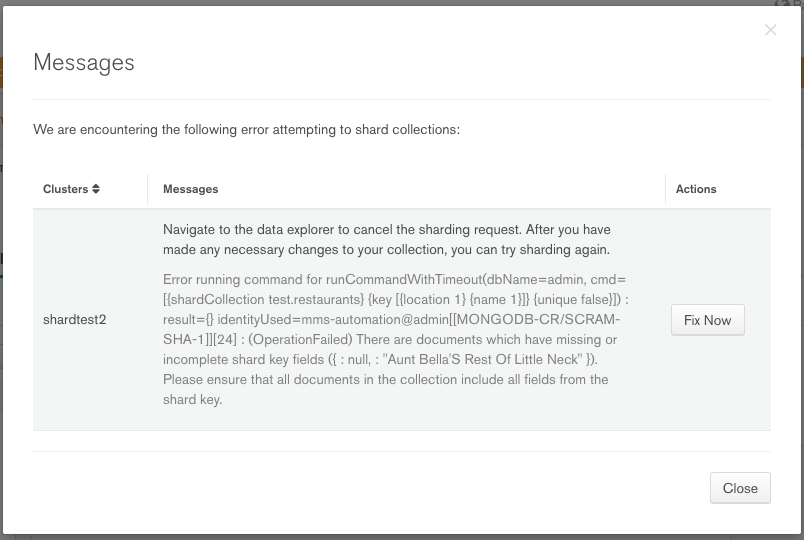 ×
Messages
We are encountering the following error attempting to shard collections:
Clusters Messages Actions
Navigate to the data explorer to cancel the sharding request. After you have
made any necessary changes to your collection, you can try sharding again.
Error running command for runCommandWithTimeout(dbName=admin, cmd=
[{shardCollection test.restaurants} {key [{location 1} {name 1}]} {unique false}]) :
shardtest2
result={} identityUsed=mms-automation@admin[[MONGODB-CR/SCRAM-
Fix Now
SHA-1]][24] : (OperationFailed) There are documents which have missing or
incomplete shard key fields ({ : null, : "Aunt Bella'S Rest Of Little Neck" }).
Please ensure that all documents in the collection include all fields from the
shard key.
Close